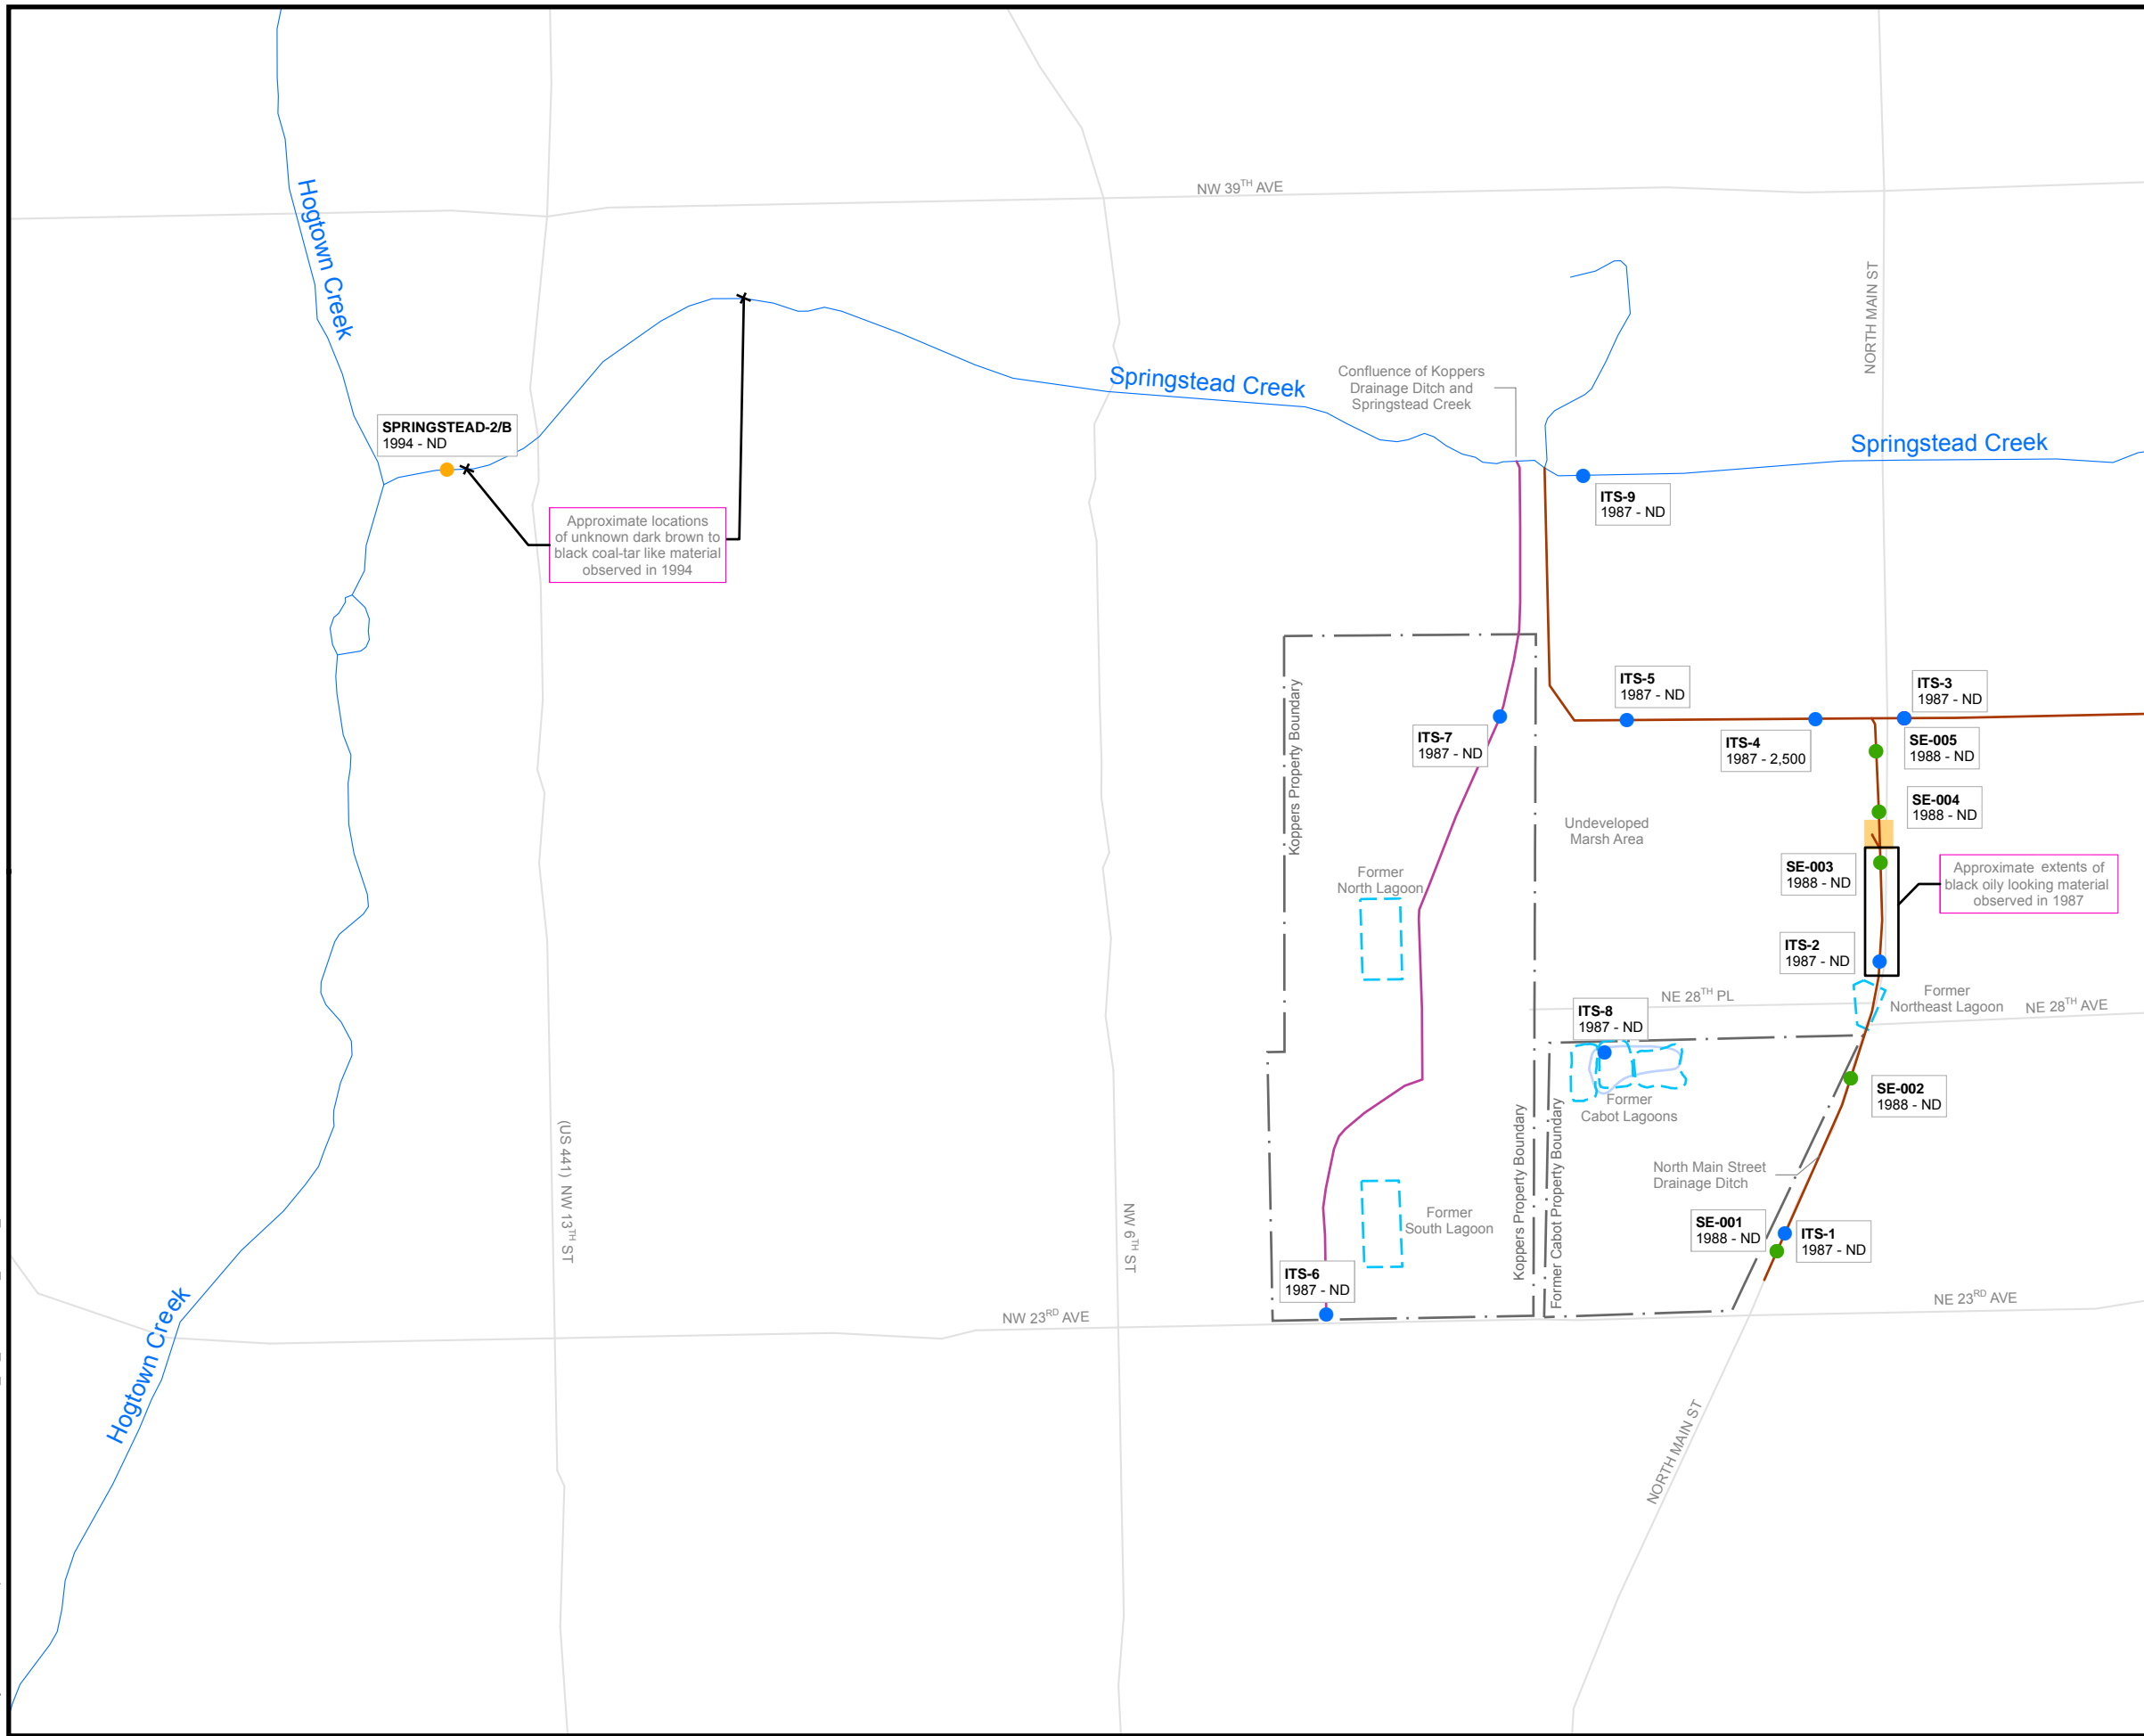 NW 39TH AVE
Hogtown Creek
NORTH MAIN ST
Springstead Creek
Confluence of Koppers
Drainage Ditch and
Springstead Creek
SPRINGSTEAD-2/B
1994 - ND
Springstead Creek
ITS-9
1987 - ND
Approximate locations
of unknown dark brown to
black coal-tar like material
observed in 1994
ITS-5
1987 - ND
ITS-3
1987 - ND
ITS-7
1987 - ND
ITS-4
1987 - 2,500
SE-005
1988 - ND
Koppers Property Boundary
SE-004
1988 - ND
Undeveloped
Marsh Area
SE-003
1988 - ND
Approximate extents of
black oily looking material
observed in 1987
Former
North Lagoon
ITS-2
1987 - ND
NE 28TH PL
Former
Northeast Lagoon
NE 28TH AVE
ITS-8
1987 - ND
SE-002
1988 - ND
Former
Cabot Lagoons
Koppers Property Boundary
Former Cabot Property Boundary
(US 441) NW 13TH ST
NW 6TH ST
North Main Street
Drainage Ditch
Former
South Lagoon
SE-001
1988 - ND
ITS-1
1987 - ND
ITS-6
1987 - ND
NW 23RD AVE
NE 23RD AVE
Hogtown Creek
NORTH MAIN ST